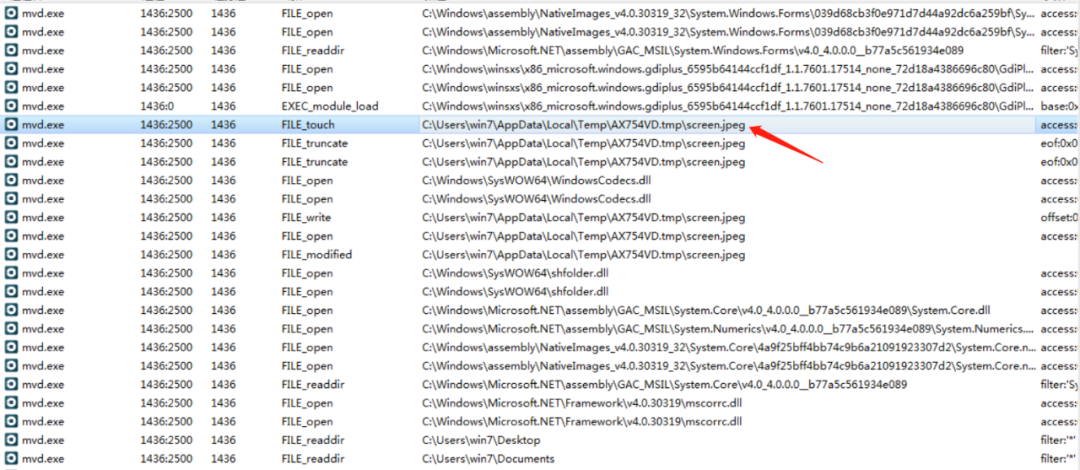 mvd.exe 1436:2500 1436 FILE_open C:\Windows\assembly\NativeImages_v4.0.30319_32\System.Windows.Forms\039d68cb3f0e971d7d44a92dc6a259bf\Sy... access:
mvd.exe 1436:2500 1436 FILE_open C:\Windows\assembly\NativeImages_v4.0.30319_32\System.Windows.Forms\039d68cb3f0e971d7d44a92dc6a259bf\Sy... access:
mvd.exe 1436:2500 1436 FILE_readdir C:\Windows\Microsoft.NET\assembly\GAC_MSIL\System.Windows.Forms\v4.0_4.0.0.0__b77a5c561934e089 filter:'Sy
mvd.exe 1436:2500 1436 FILE_open C:\Windows\winsxs\x86_microsoft.windows.gdiplus_6595b64144ccf1df_1.1.7601.17514_none_72d18a4386696c80\GdiPl... access:
mvd.exe 1436:2500 1436 FILE_open C:\Windows\winsxs\x86_microsoft.windows.gdiplus_6595b64144ccf1df_1.1.7601.17514_none_72d18a4386696c80\GdiPl... access:
mvd.exe 1436:0 1436 EXEC_module_load C:\Windows\winsxs\x86_microsoft.windows.gdiplus_6595b64144ccf1df_1.1.7601.17514_none_72d18a4386696c80\GdiPl... base:0x
mvd.exe 1436:2500 1436 FILE_touch C:\Users\win7\AppData\Local\Temp\AX754VD.tmp\screen.jpeg access:
mvd.exe 1436:2500 1436 FILE_truncate C:\Users\win7\AppData\Local\Temp\AX754VD.tmp\screen.jpeg eof:0x0
mvd.exe 1436:2500 1436 FILE_truncate C:\Users\win7\AppData\Local\Temp\AX754VD.tmp\screen.jpeg eof:0x0
mvd.exe 1436:2500 1436 FILE_open C:\Windows\SysWOW64\WindowsCodecs.dll access:
mvd.exe 1436:2500 1436 FILE_open C:\Windows\SysWOW64\WindowsCodecs.dll access:
mvd.exe 1436:2500 1436 FILE_write C:\Users\win7\AppData\Local\Temp\AX754VD.tmp\screen.jpeg offset:0
mvd.exe 1436:2500 1436 FILE_open C:\Users\win7\AppData\Local\Temp\AX754VD.tmp\screen.jpeg access:
mvd.exe 1436:2500 1436 FILE_modified C:\Users\win7\AppData\Local\Temp\AX754VD.tmp\screen.jpeg
mvd.exe 1436:2500 1436 FILE_open C:\Windows\SysWOW64\shfolder.dll access:
mvd.exe 1436:2500 1436 FILE_open C:\Windows\SysWOW64\shfolder.dll access:
mvd.exe 1436:2500 1436 FILE_open C:\Windows\Microsoft.NET\assembly\GAC_MSIL\System.Core\v4.0_4.0.0.0__b77a5c561934e089\System.Core.dll access:
mvd.exe 1436:2500 1436 FILE_open C:\Windows\Microsoft.NET\assembly\GAC_MSIL\System.Numerics\v4.0_4.0.0.0__b77a5c561934e089\System.Numerics.... access:
mvd.exe 1436:2500 1436 FILE_open C:\Windows\assembly\NativeImages_v4.0.30319_32\System.Core\4a9f25bff4bb74c9b6a21091923307d2\System.Core.n... access:
mvd.exe 1436:2500 1436 FILE_open C:\Windows\assembly\NativeImages_v4.0.30319_32\System.Core\4a9f25bff4bb74c9b6a21091923307d2\System.Core.n... access:
mvd.exe 1436:2500 1436 FILE_readdir C:\Windows\Microsoft.NET\assembly\GAC_MSIL\System.Core\v4.0_4.0.0.0__b77a5c561934e089 filter:'Sy
mvd.exe 1436:2500 1436 FILE_open C:\Windows\Microsoft.NET\Framework\v4.0.30319\mscorrc.dll access:
mvd.exe 1436:2500 1436 FILE_open C:\Windows\Microsoft.NET\Framework\v4.0.30319\mscorrc.dll access:
mvd.exe 1436:2500 1436 FILE_readdir C:\Users\win7\Desktop filter:'*'
mvd.exe 1436:2500 1436 FILE_readdir C:\Users\win7\Documents filter:'*'